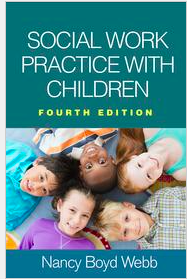 SOCIAL WORK
PRACTICE WITH
CHILDREN
FOURTH EDITION
Nancy Boyd Webb